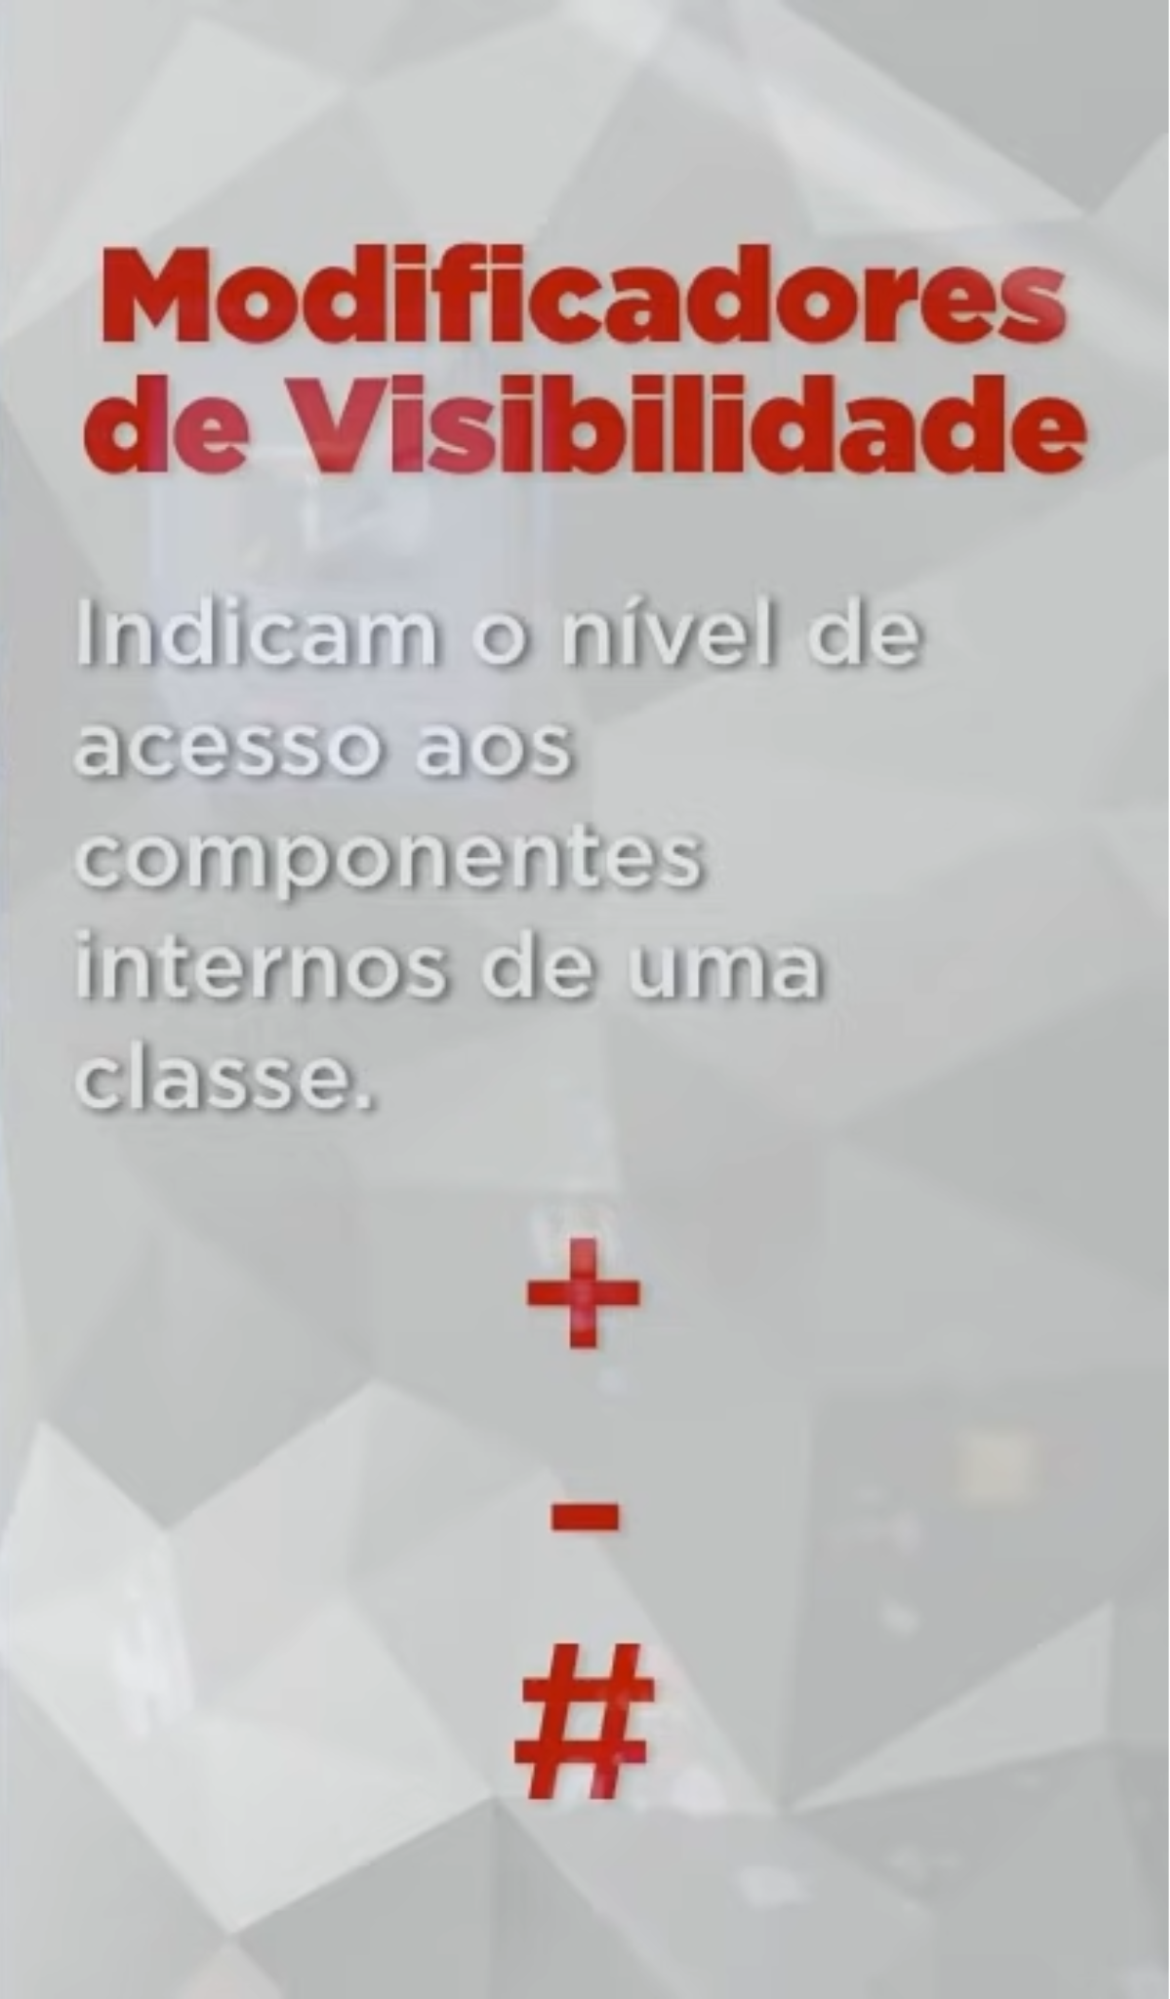 Modificadores
de Visibilidade
Indicam o nível de
acesso aos
componentes
internos de uma
classe.
+
-
#